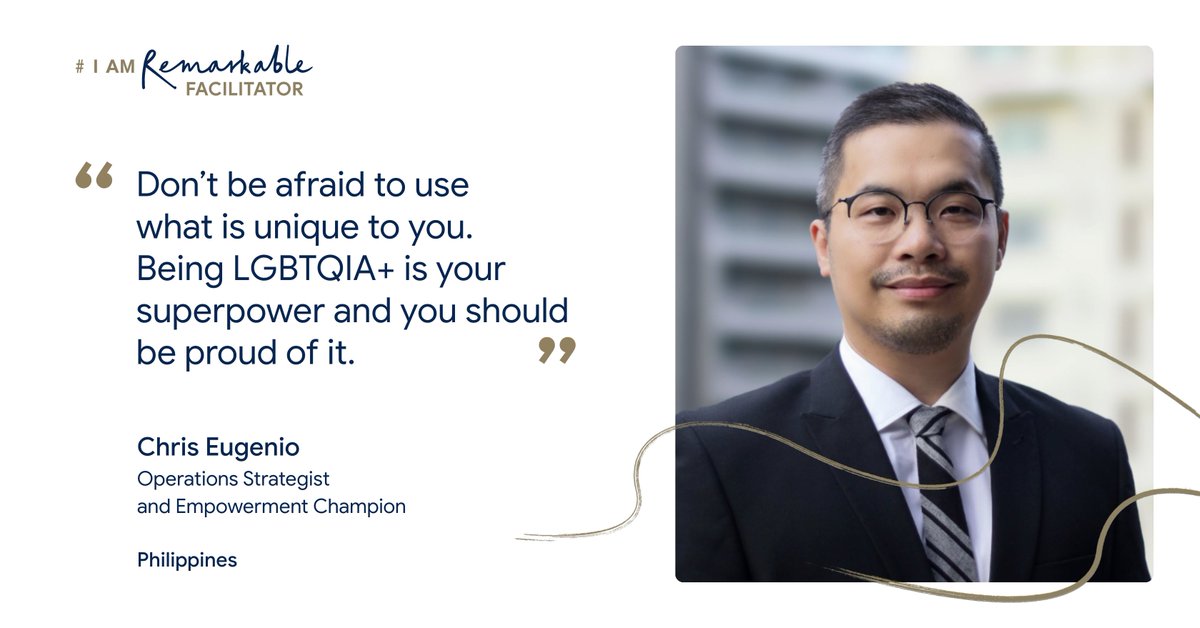 # I AM Remarkable
FACILITATOR
“ Don’t be afraid to use
what is unique to you.
Being LGBTQIA+ is your
superpower and you should
be proud of it. ”
Chris Eugenio
Operations Strategist
and Empowerment Champion
Philippines